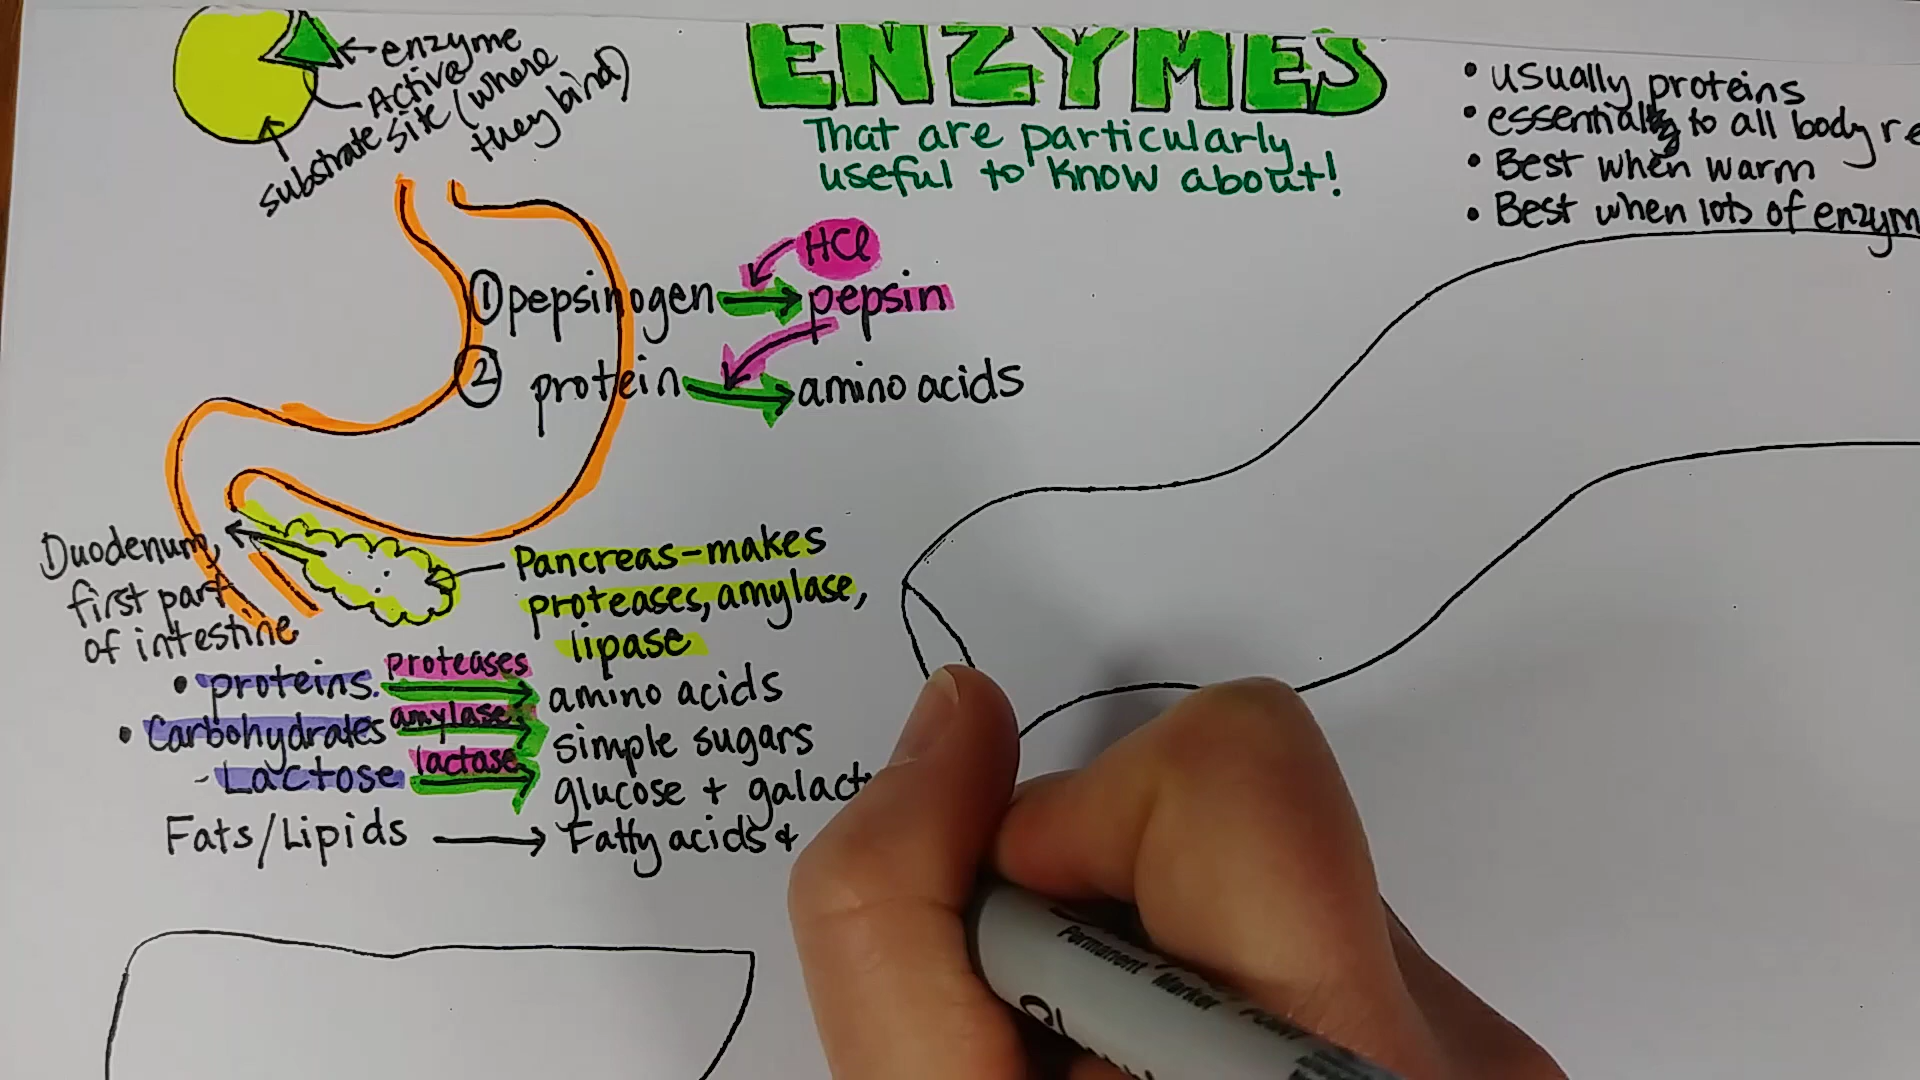 enzyme
Active
site (where
they bind)
substrate
ENZYMES
That are particularly
useful to know about!
• usually proteins
• essential to all body re
• Best when warm
• Best when lots of enzym
HCl
① pepsinogen → pepsin
② protein → amino acids
Duodenum,
first part
of intestine
Pancreas-makes
proteases, amylase,
lipase
• proteins. proteases amino acids
• Carbohydrates amylase simple sugars
- Lactose lactase glucose + galact
Fats/Lipids → Fatty acids +
Permanent Marker